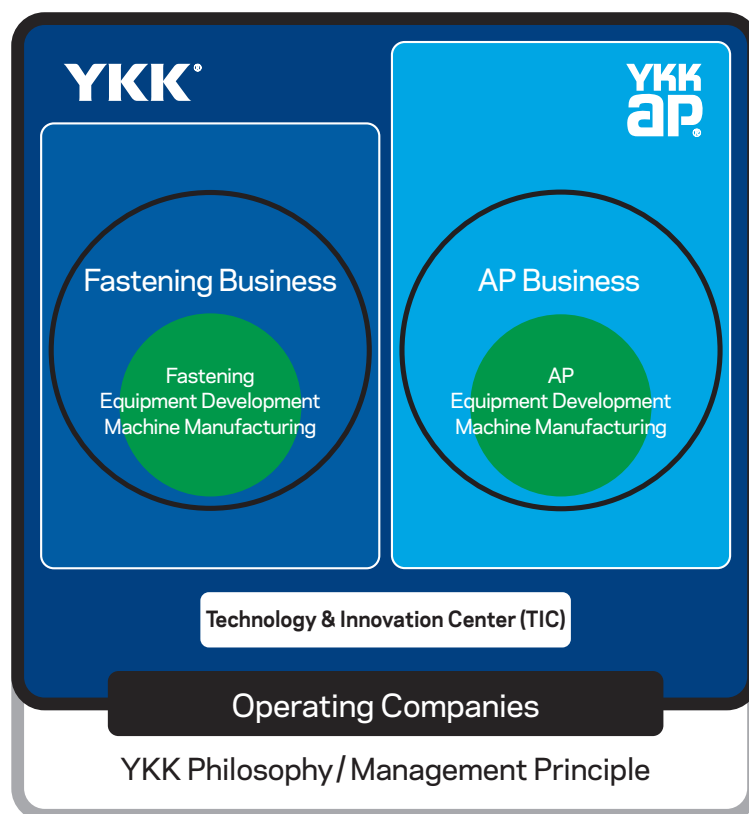 YKK®
YKK
ap®
Fastening Business
Fastening
Equipment Development
Machine Manufacturing
AP Business
AP
Equipment Development
Machine Manufacturing
Technology & Innovation Center (TIC)
Operating Companies
YKK Philosophy/Management Principle